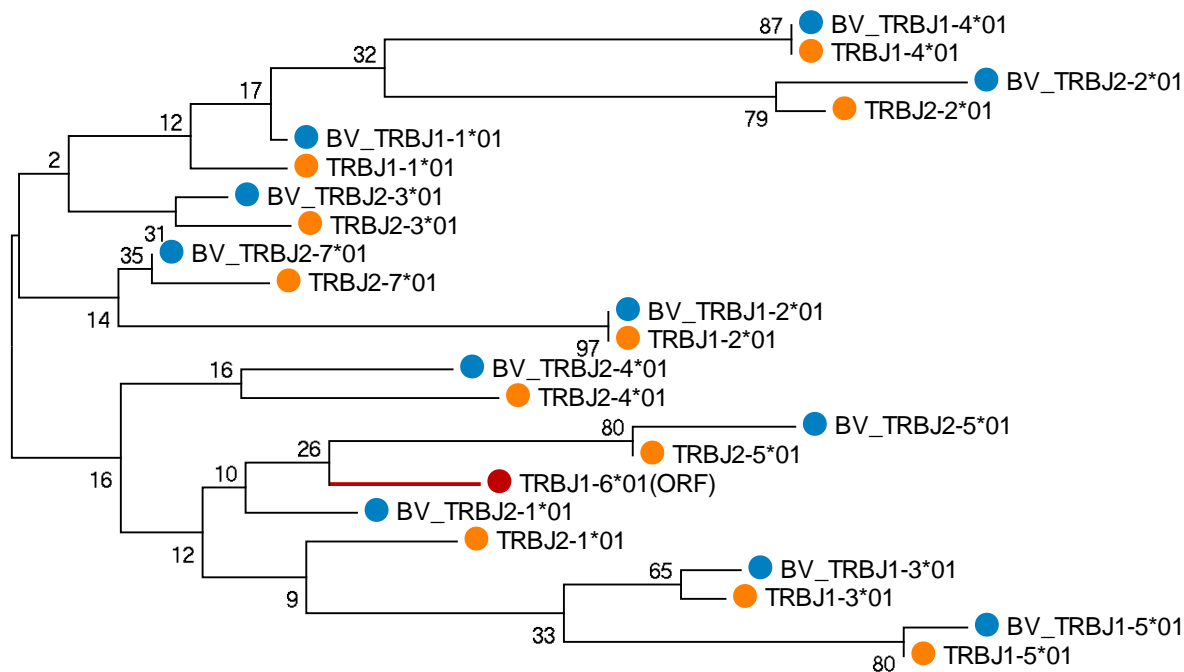 87
BV_TRBJ1-4*01
TRBJ1-4*01
32
BV_TRBJ2-2*01
17
79
TRBJ2-2*01
12
BV_TRBJ1-1*01
2
TRBJ1-1*01
BV_TRBJ2-3*01
TRBJ2-3*01
31
35
BV_TRBJ2-7*01
TRBJ2-7*01
14
BV_TRBJ1-2*01
97
TRBJ1-2*01
16
BV_TRBJ2-4*01
TRBJ2-4*01
80
BV_TRBJ2-5*01
26
TRBJ2-5*01
16
10
TRBJ1-6*01(ORF)
BV_TRBJ2-1*01
12
TRBJ2-1*01
65
BV_TRBJ1-3*01
9
TRBJ1-3*01
33
BV_TRBJ1-5*01
80
TRBJ1-5*01